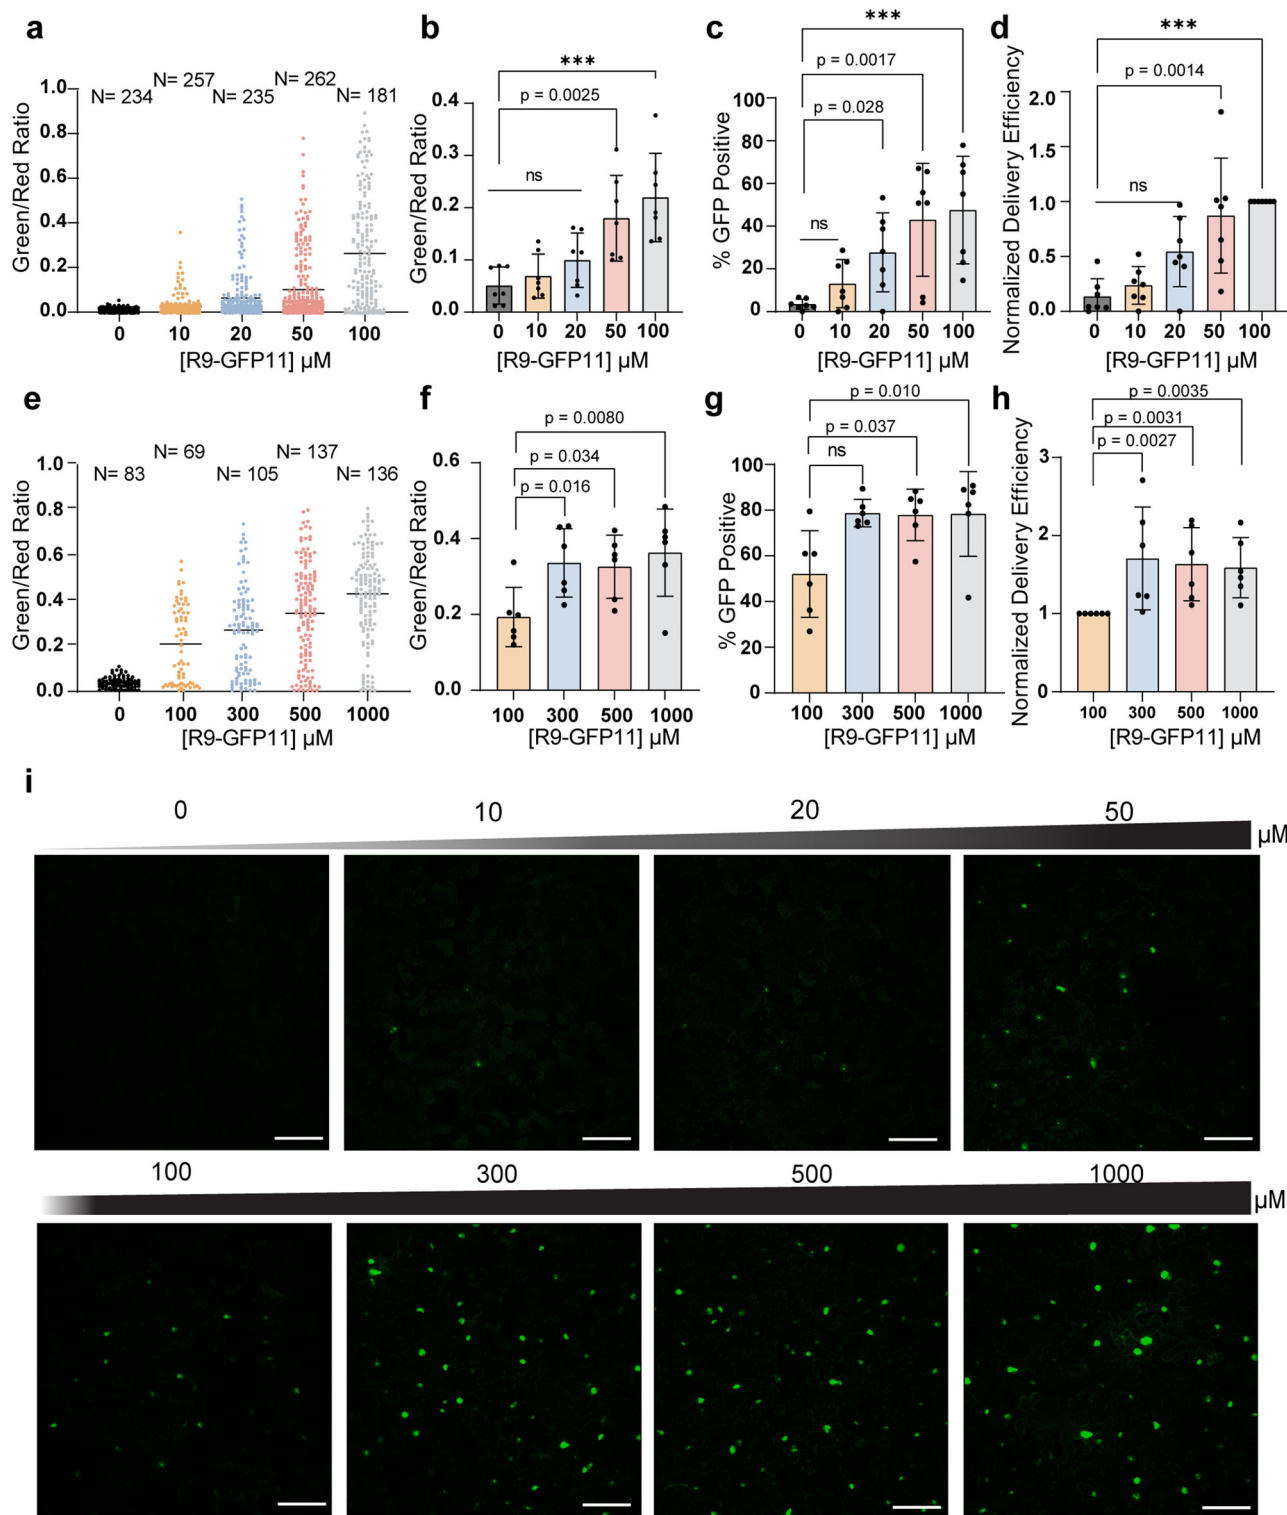 a
N= 234
N= 257
N= 235
N= 262
N= 181
Green/Red Ratio
1.0
0.8
0.6
0.4
0.2
0.0
0 10 20 50 100
[R9-GFP11] µM
b
***
p = 0.0025
ns
Green/Red Ratio
0.4
0.3
0.2
0.1
0.0
0 10 20 50 100
[R9-GFP11] µM
c
***
p = 0.0017
p = 0.028
ns
% GFP Positive
100
80
60
40
20
0
0 10 20 50 100
[R9-GFP11] µM
d
***
p = 0.0014
ns
Normalized Delivery Efficiency
2.0
1.5
1.0
0.5
0.0
0 10 20 50 100
[R9-GFP11] µM
e
N= 83
N= 69
N= 105
N= 137
N= 136
Green/Red Ratio
1.0
0.8
0.6
0.4
0.2
0.0
0 100 300 500 1000
[R9-GFP11] µM
f
p = 0.0080
p = 0.034
p = 0.016
Green/Red Ratio
0.6
0.4
0.2
0.0
100 300 500 1000
[R9-GFP11] µM
g
p = 0.010
p = 0.037
ns
% GFP Positive
100
80
60
40
20
0
100 300 500 1000
[R9-GFP11] µM
h
p = 0.0035
p = 0.0031
p = 0.0027
Normalized Delivery Efficiency
3
2
1
0
100 300 500 1000
[R9-GFP11] µM
i
0 10 20 50
µM
100 300 500 1000
µM